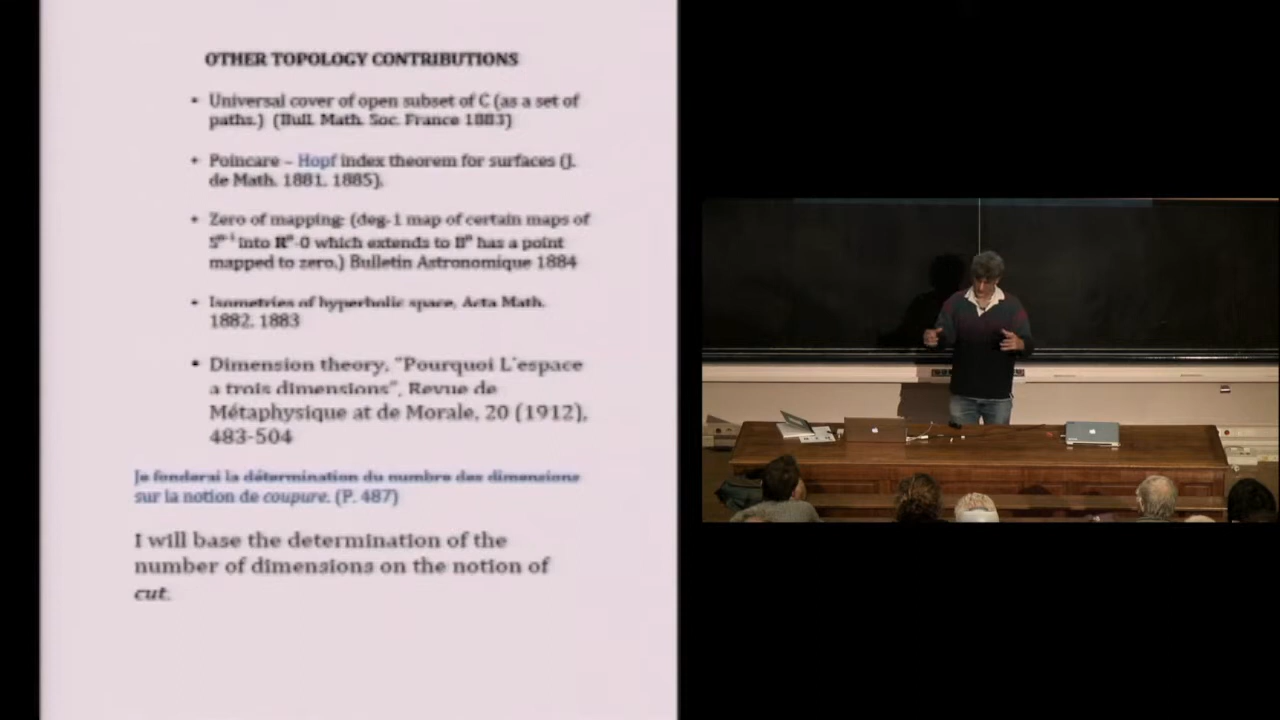 OTHER TOPOLOGY CONTRIBUTIONS
• Universal cover of open subset of C (as a set of
paths.) (Bull. Math. Soc. France 1883)
• Poincare – Hopf index theorem for surfaces (J.
de Math. 1881, 1885).
• Zero of mapping: (deg-1 map of certain maps of
Sⁿ⁻¹ into Rⁿ-0 which extends to Bⁿ has a point
mapped to zero.) Bulletin Astronomique 1884
• Isometries of hyperbolic space, Acta Math.
1882, 1883
• Dimension theory, "Pourquoi L'espace
a trois dimensions", Revue de
Métaphysique at de Morale, 20 (1912),
483-504
Je fonderai la détermination du numbre des dimensions
sur la notion de coupure. (P. 487)
I will base the determination of the
number of dimensions on the notion of
cut.